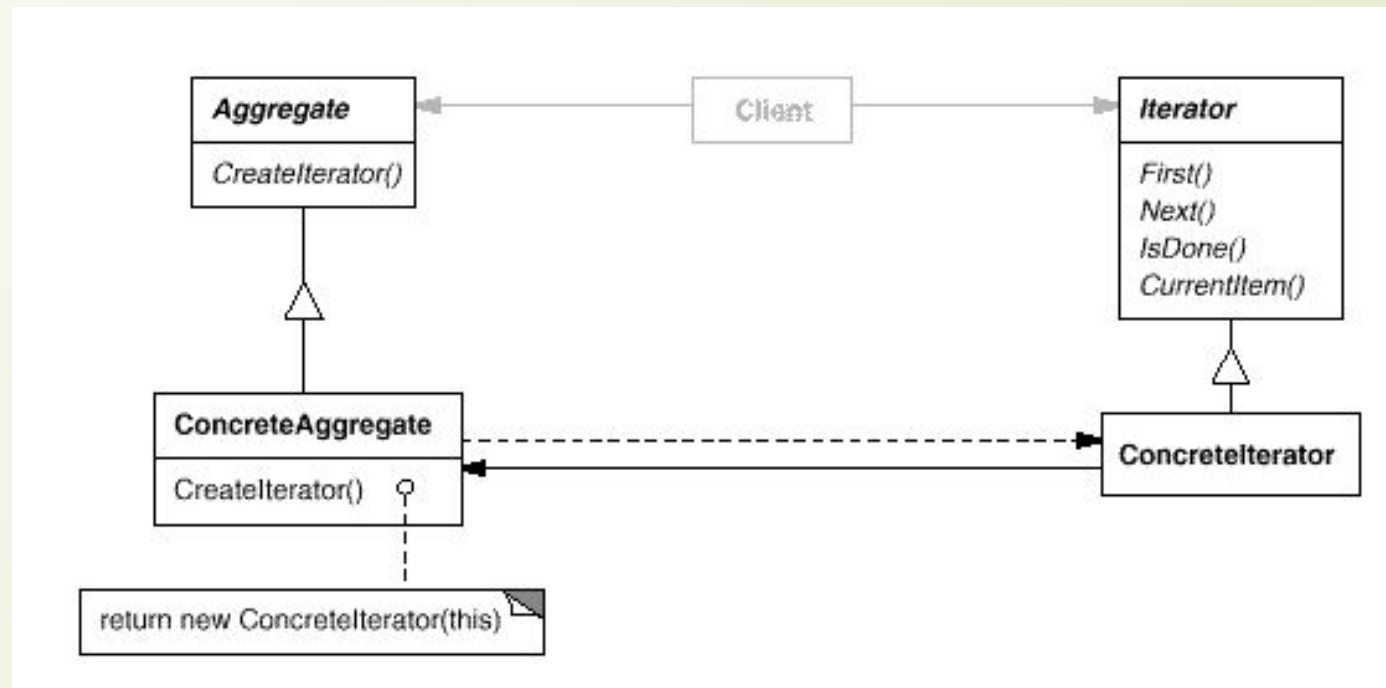 Aggregate
CreateIterator()
Client
Iterator
First()
Next()
IsDone()
CurrentItem()
ConcreteAggregate
CreateIterator()
return new ConcreteIterator(this)
ConcreteIterator